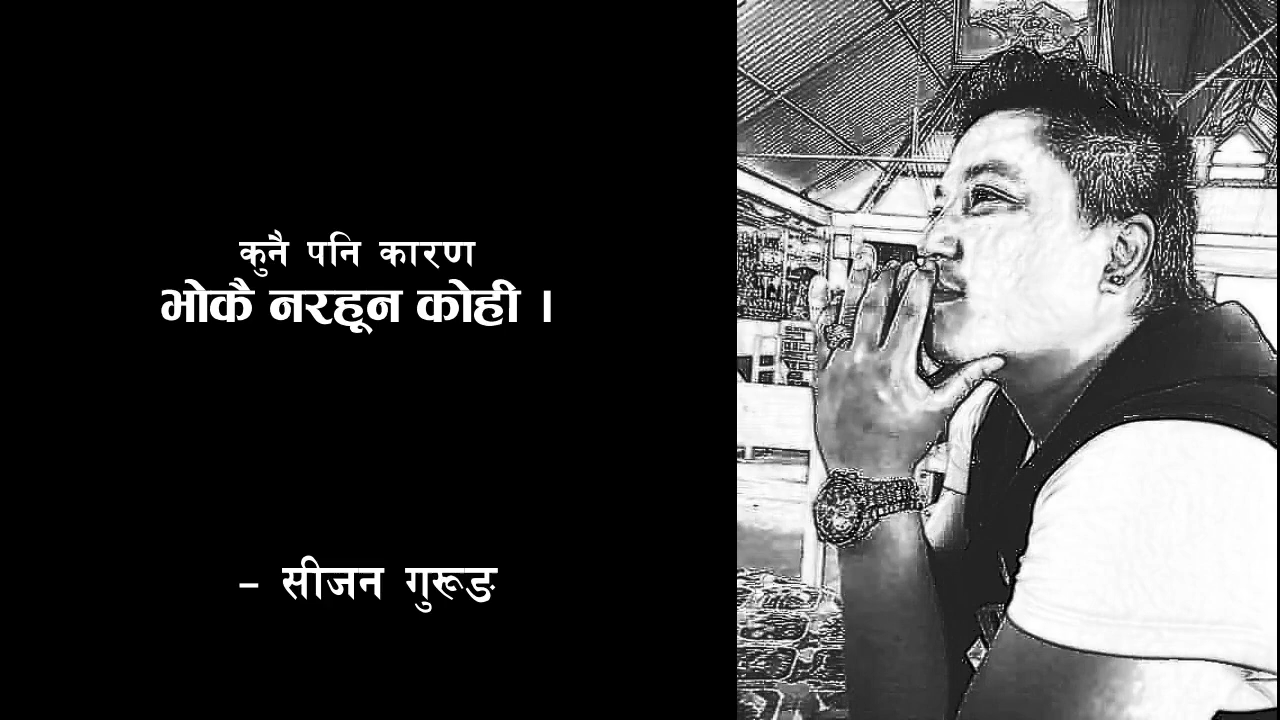 कुनै पनि कारण
भोकै नरहून कोही ।
– सीजन गुरूङ